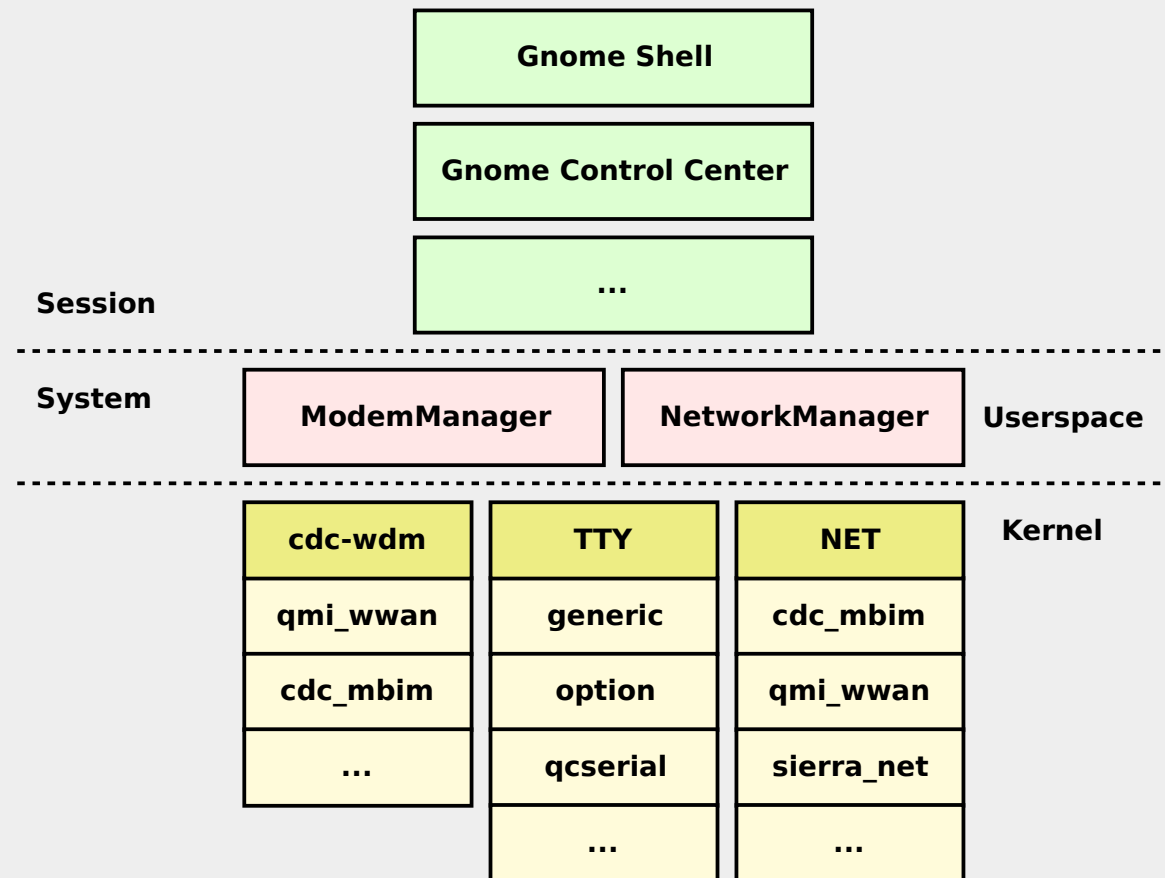 Gnome Shell
Gnome Control Center
...
Session
System
ModemManager
NetworkManager
Userspace
Kernel
cdc-wdm
qmi_wwan
cdc_mbim
...
TTY
generic
option
qcserial
...
NET
cdc_mbim
qmi_wwan
sierra_net
...